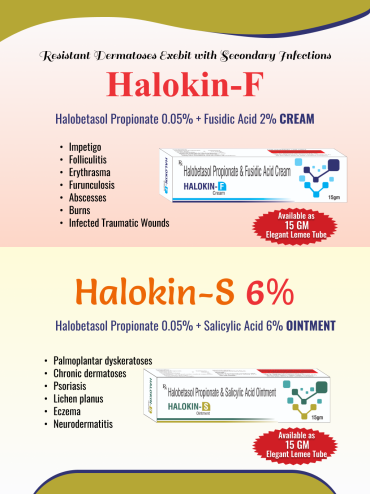 Resistant Dermatoses Exebit with Secondary Infections
Halokin-F
Halobetasol Propionate 0.05% + Fusidic Acid 2% CREAM
• Impetigo
• Folliculitis
• Erythrasma
• Furunculosis
• Abscesses
• Burns
• Infected Traumatic Wounds
Rx
Halobetasol Propionate & Fusidic Acid Cream
HALOKIN-F
Cream
15gm
Available as
15 GM
Elegant Lemee Tube
Halokin-S 6%
Halobetasol Propionate 0.05% + Salicylic Acid 6% OINTMENT
• Palmoplantar dyskeratoses
• Chronic dermatoses
• Psoriasis
• Lichen planus
• Eczema
• Neurodermatitis
Rx
Halobetasol Propionate & Salicylic Acid Ointment
HALOKIN-S
Ointment
15gm
Available as
15 GM
Elegant Lemee Tube